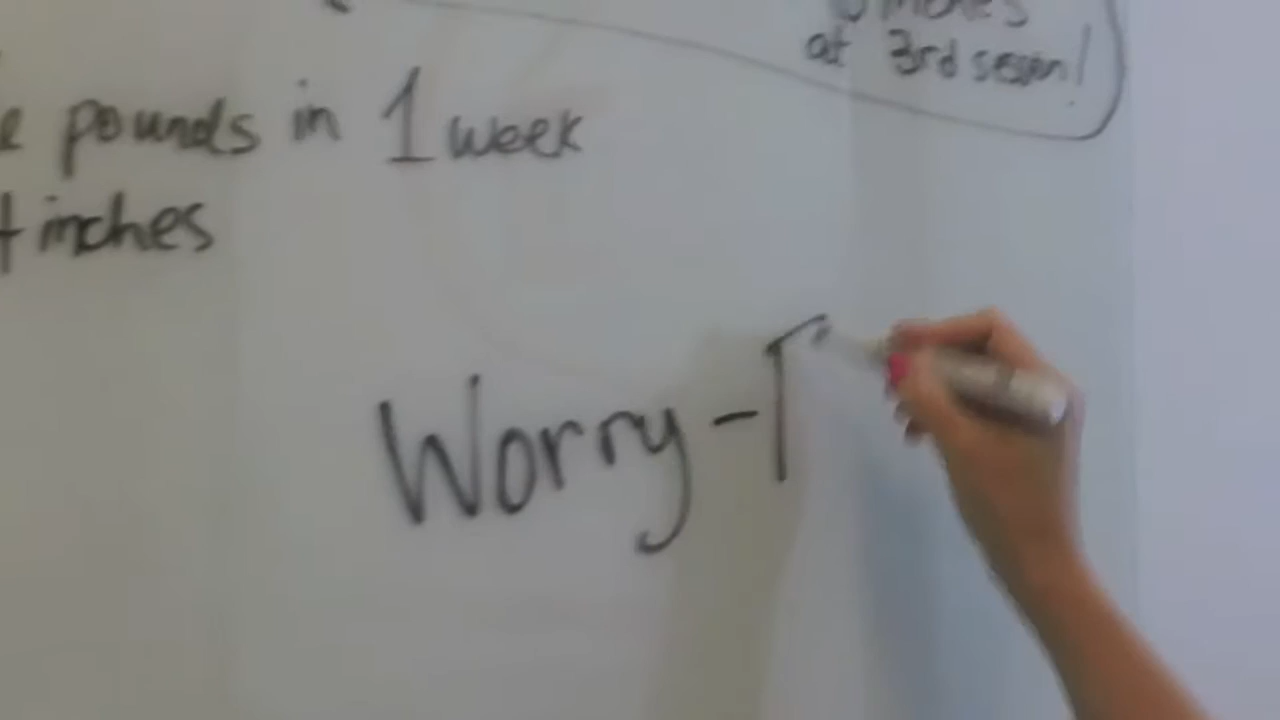 at 3rd session!
pounds in 1 week
inches
Worry-